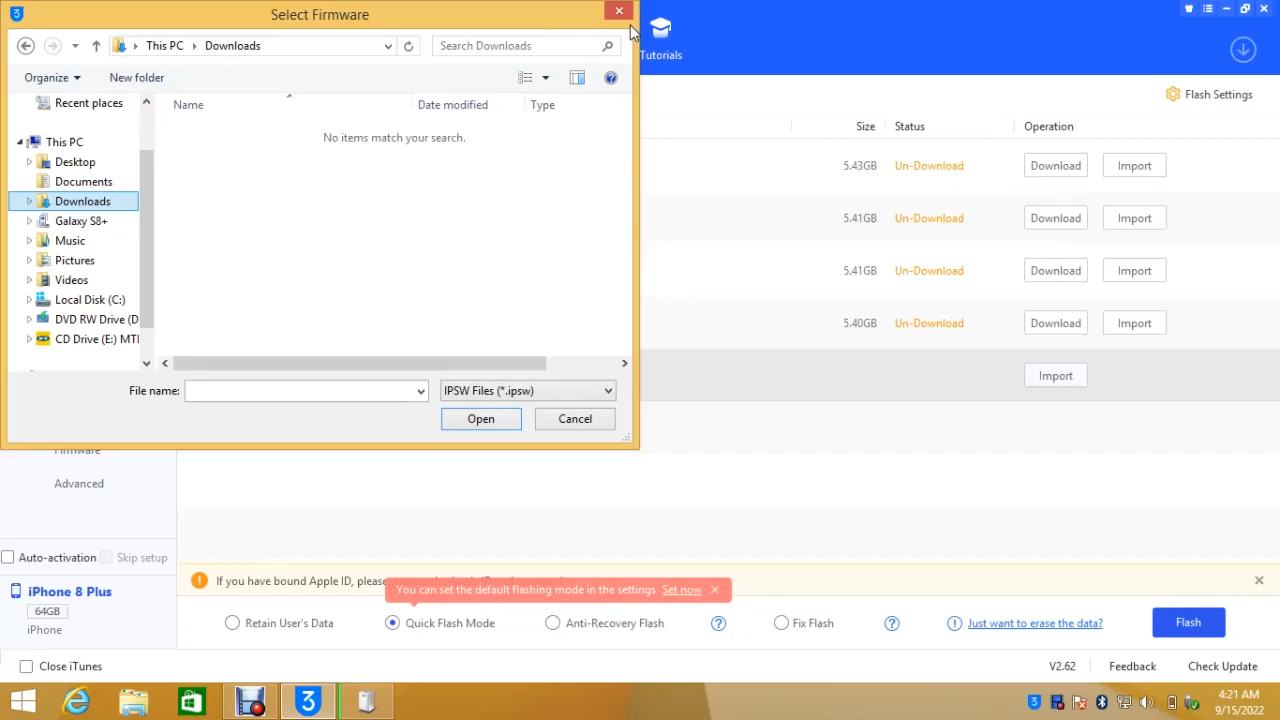 Select Firmware
This PC
Downloads
Search Downloads
Organize
New folder
Recent places
This PC
Desktop
Documents
Downloads
Galaxy S8+
Music
Pictures
Videos
Local Disk (C:)
DVD RW Drive (D
CD Drive (E:) MTI
Name
Date modified
Type
No items match your search.
File name:
IPSW Files (*.ipsw)
Open
Cancel
Tutorials
Flash Settings
Size
Status
Operation
5.43GB Un-Download Download Import
5.41GB Un-Download Download Import
5.41GB Un-Download Download Import
5.40GB Un-Download Download Import
Import
Firmware
Advanced
Auto-activation
Skip setup
iPhone 8 Plus
64GB
iPhone
If you have bound Apple ID, please
You can set the default flashing mode in the settings Set now
Retain User's Data
Quick Flash Mode
Anti-Recovery Flash
Fix Flash
Just want to erase the data?
Flash
Close iTunes
V2.62
Feedback
Check Update
4:21 AM
9/15/2022